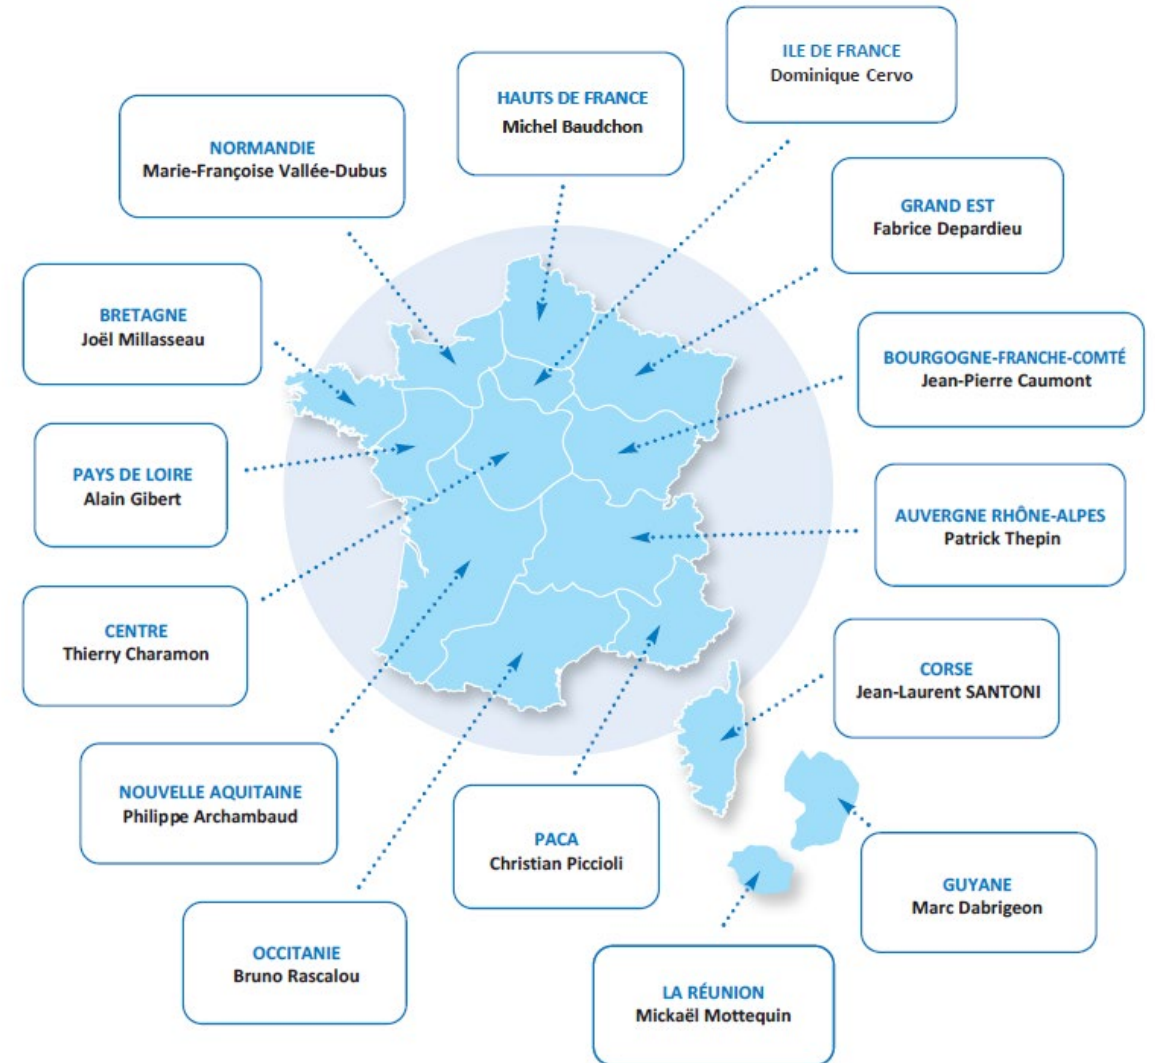 ILE DE FRANCE
Dominique Cervo
HAUTS DE FRANCE
Michel Baudchon
NORMANDIE
Marie-Françoise Vallée-Dubus
GRAND EST
Fabrice Depardieu
BRETAGNE
Joël Millasseau
BOURGOGNE-FRANCHE-COMTÉ
Jean-Pierre Caumont
PAYS DE LOIRE
Alain Gibert
AUVERGNE RHÔNE-ALPES
Patrick Thepin
CENTRE
Thierry Charamon
CORSE
Jean-Laurent SANTONI
NOUVELLE AQUITAINE
Philippe Archambaud
PACA
Christian Piccioli
GUYANE
Marc Dabrigeon
OCCITANIE
Bruno Rascalou
LA RÉUNION
Mickaël Mottequin